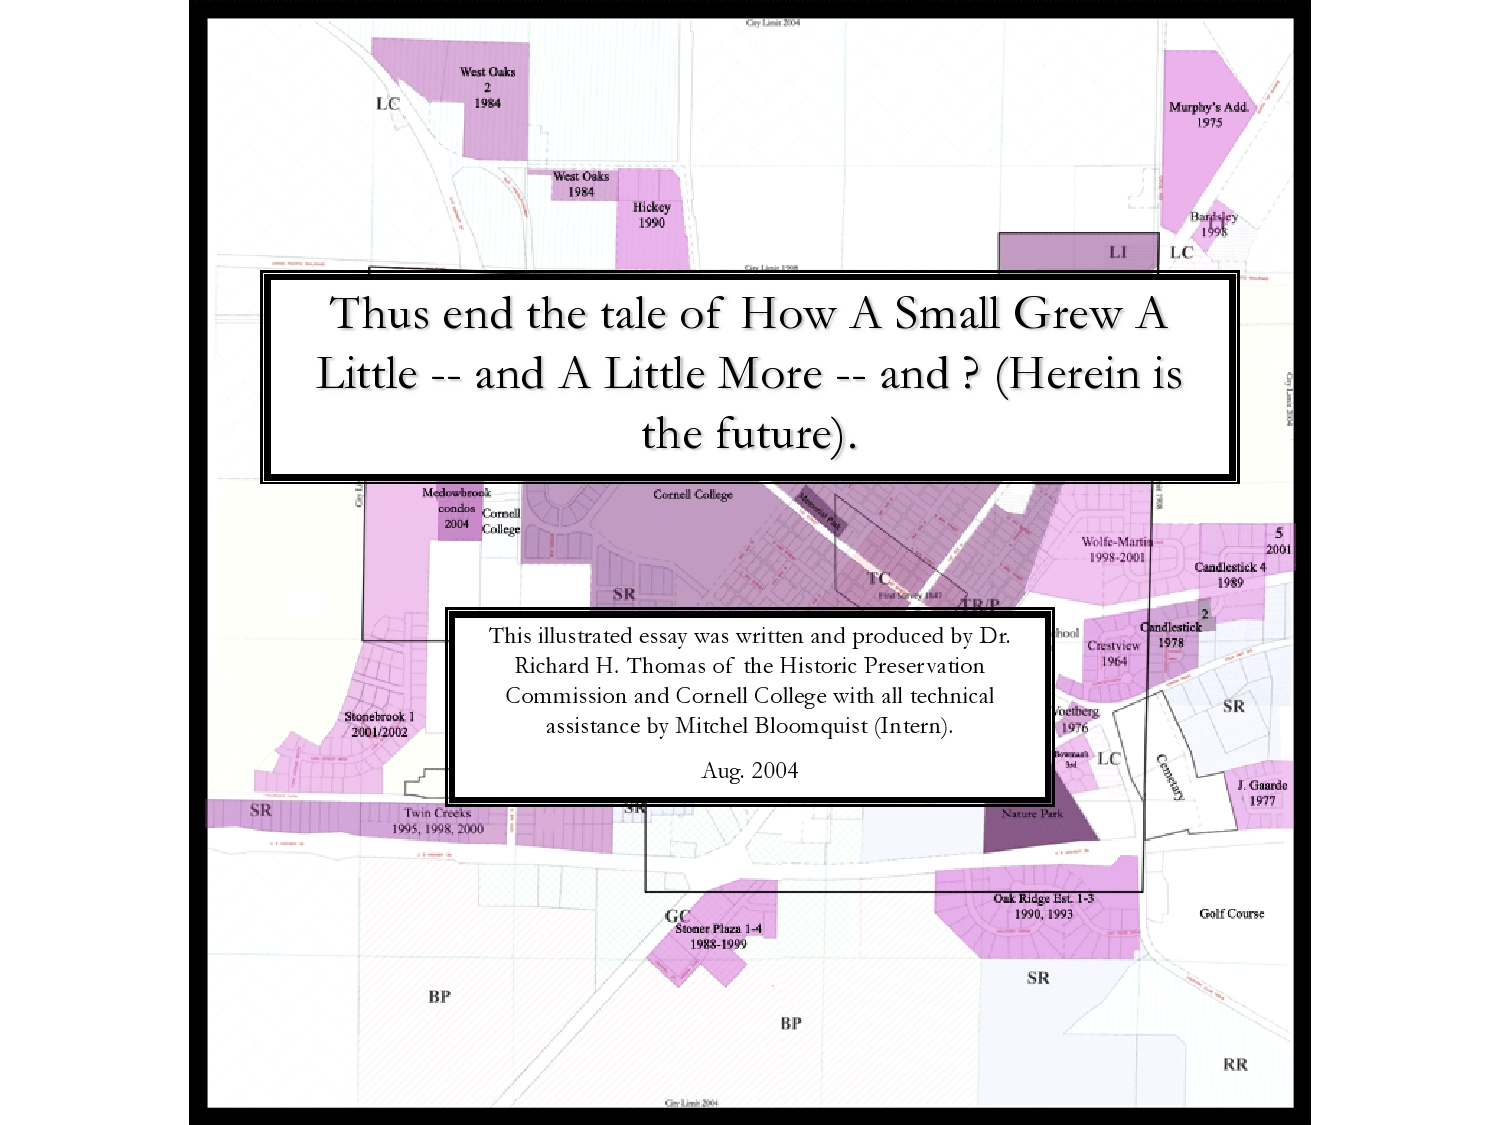 City Limit 2004
West Oaks
2
1984
LC
Murphy's Add.
1975
West Oaks
1984
Hickey
1990
Bardsley
1998
LI
LC
City Limit 1908
Thus end the tale of How A Small Grew A
Little -- and A Little More -- and ? (Herein is
the future).
City Limit 2004
Medowbrook
condos
2004
Cornell
College
Cornell College
Memorial Park
Wolfe-Martin
1998-2001
5
2001
Candlestick 4
1989
SR
TC
First Survey 1847
TR/P
2
Candlestick
1978
Crestview
1964
This illustrated essay was written and produced by Dr.
Richard H. Thomas of the Historic Preservation
Commission and Cornell College with all technical
assistance by Mitchel Bloomquist (Intern).
Aug. 2004
Stonebrook 1
2001/2002
SR
Voetberg
1976
Bowman's
3rd
LC
Cemetary
J. Gaarde
1977
SR
Twin Creeks
1995, 1998, 2000
SR
Nature Park
Oak Ridge Est. 1-3
1990, 1993
Golf Course
GC
Stoner Plaza 1-4
1988-1999
SR
BP
BP
RR
City Limit 2004